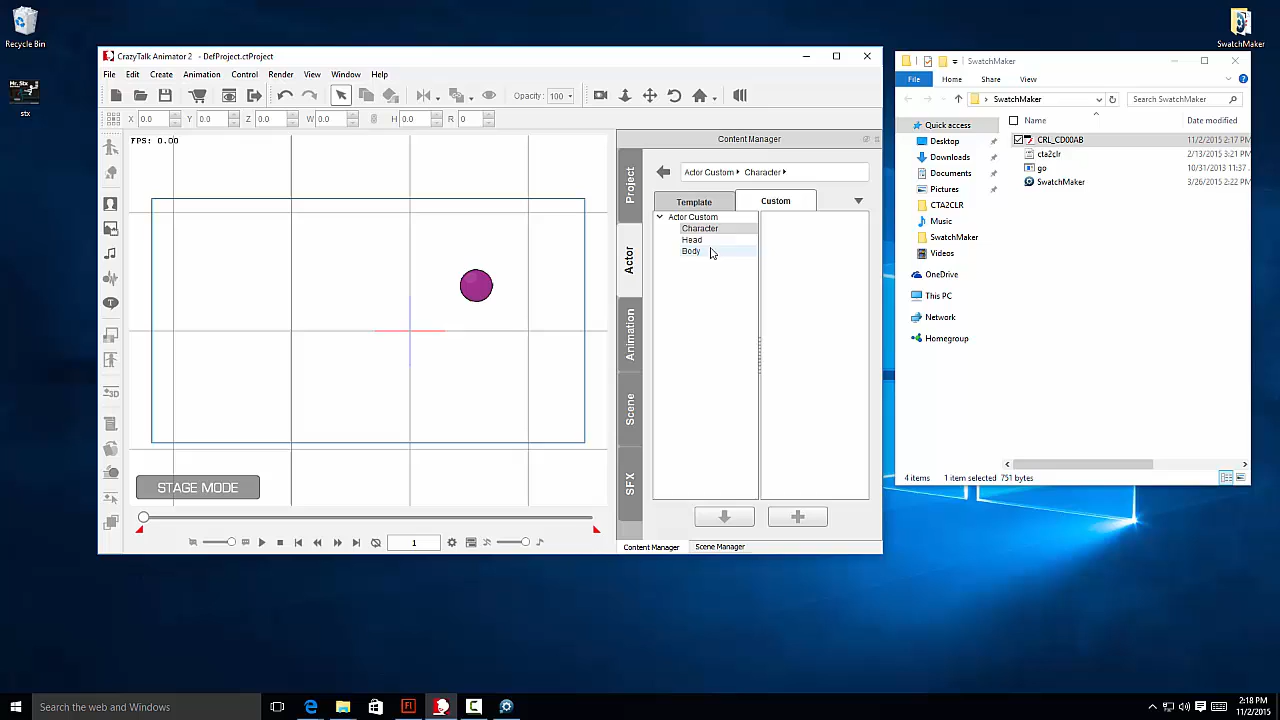 Recycle Bin
Mr. Stx
stx
CrazyTalk Animator 2 - DefProject.ctProject
File Edit Create Animation Control Render View Window Help
Opacity: 100
X 0.0 Y 0.0 Z 0.0 W 0.0 H 0.0 R 0
FPS: 0.00
STAGE MODE
1
Content Manager
Project
Actor
Animation
Scene
SFX
Actor Custom Character
Template Custom
Actor Custom
Character
Head
Body
Content Manager Scene Manager
SwatchMaker
File Home Share View
SwatchMaker Search SwatchMaker
Quick access
Desktop
Downloads
Documents
Pictures
CTA2CLR
Music
SwatchMaker
Videos
OneDrive
This PC
Network
Homegroup
Name Date modified
CRL_CD00AB 11/2/2015 2:17 PM
cta2clr 2/13/2015 3:21 PM
go 10/31/2013 11:37
SwatchMaker 3/26/2015 2:22 PM
4 items 1 item selected 751 bytes
SwatchMaker
Search the web and Windows
2:18 PM
11/2/2015